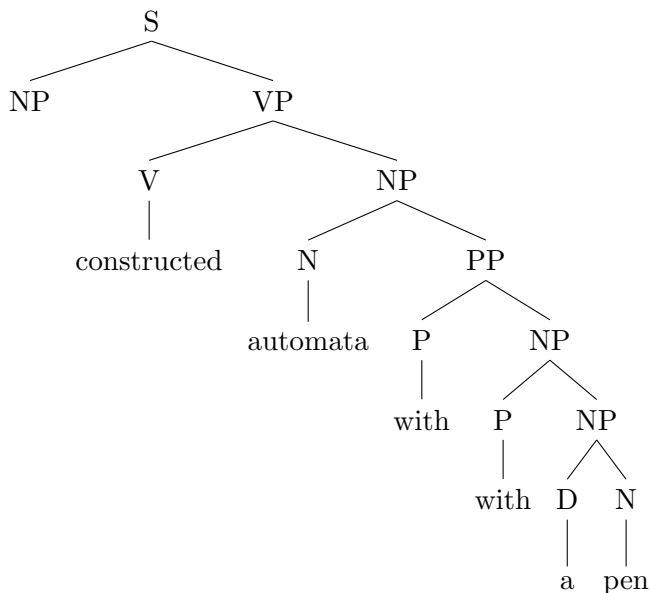 S
NP VP
V NP
constructed N PP
automata P NP
with P NP
with D N
a pen